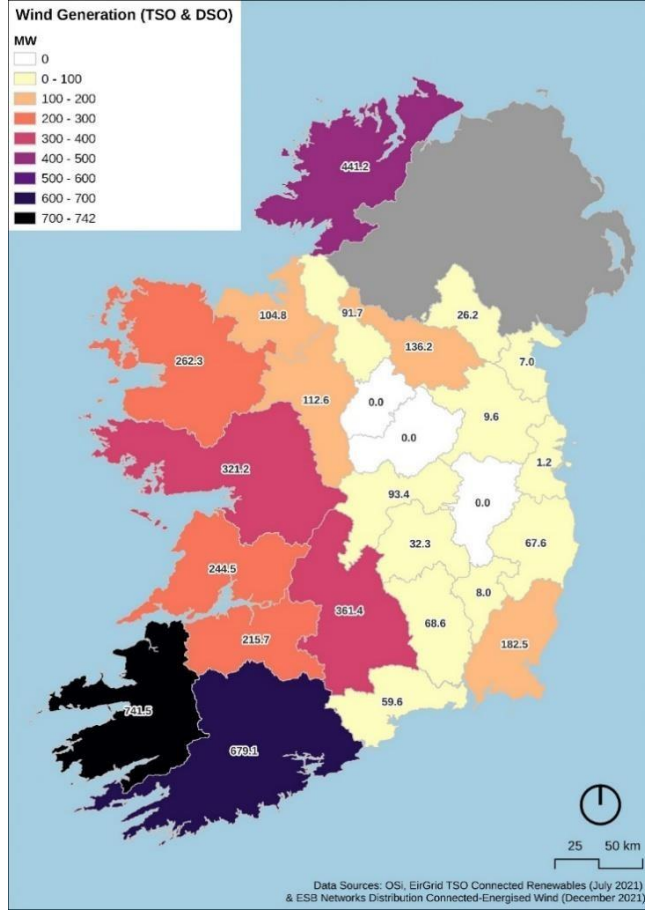 Wind Generation (TSO & DSO)
MW
0
0 - 100
100 - 200
200 - 300
300 - 400
400 - 500
500 - 600
600 - 700
700 - 742
441.2
104.8
91.7
26.2
136.2
7.0
262.3
112.6
0.0
9.6
0.0
321.2
1.2
93.4
0.0
32.3
67.6
244.5
8.0
361.4
68.6
215.7
182.5
59.6
741.5
679.1
25 50 km
Data Sources: OSi, EirGrid TSO Connected Renewables (July 2021)
& ESB Networks Distribution Connected-Energised Wind (December 2021)